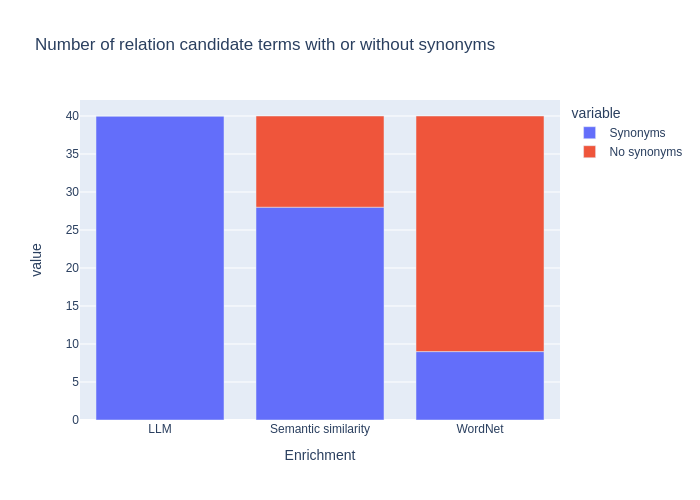 Number of relation candidate terms with or without synonyms
variable
Synonyms
No synonyms
value
40
35
30
25
20
15
10
5
0
LLM
Semantic similarity
WordNet
Enrichment